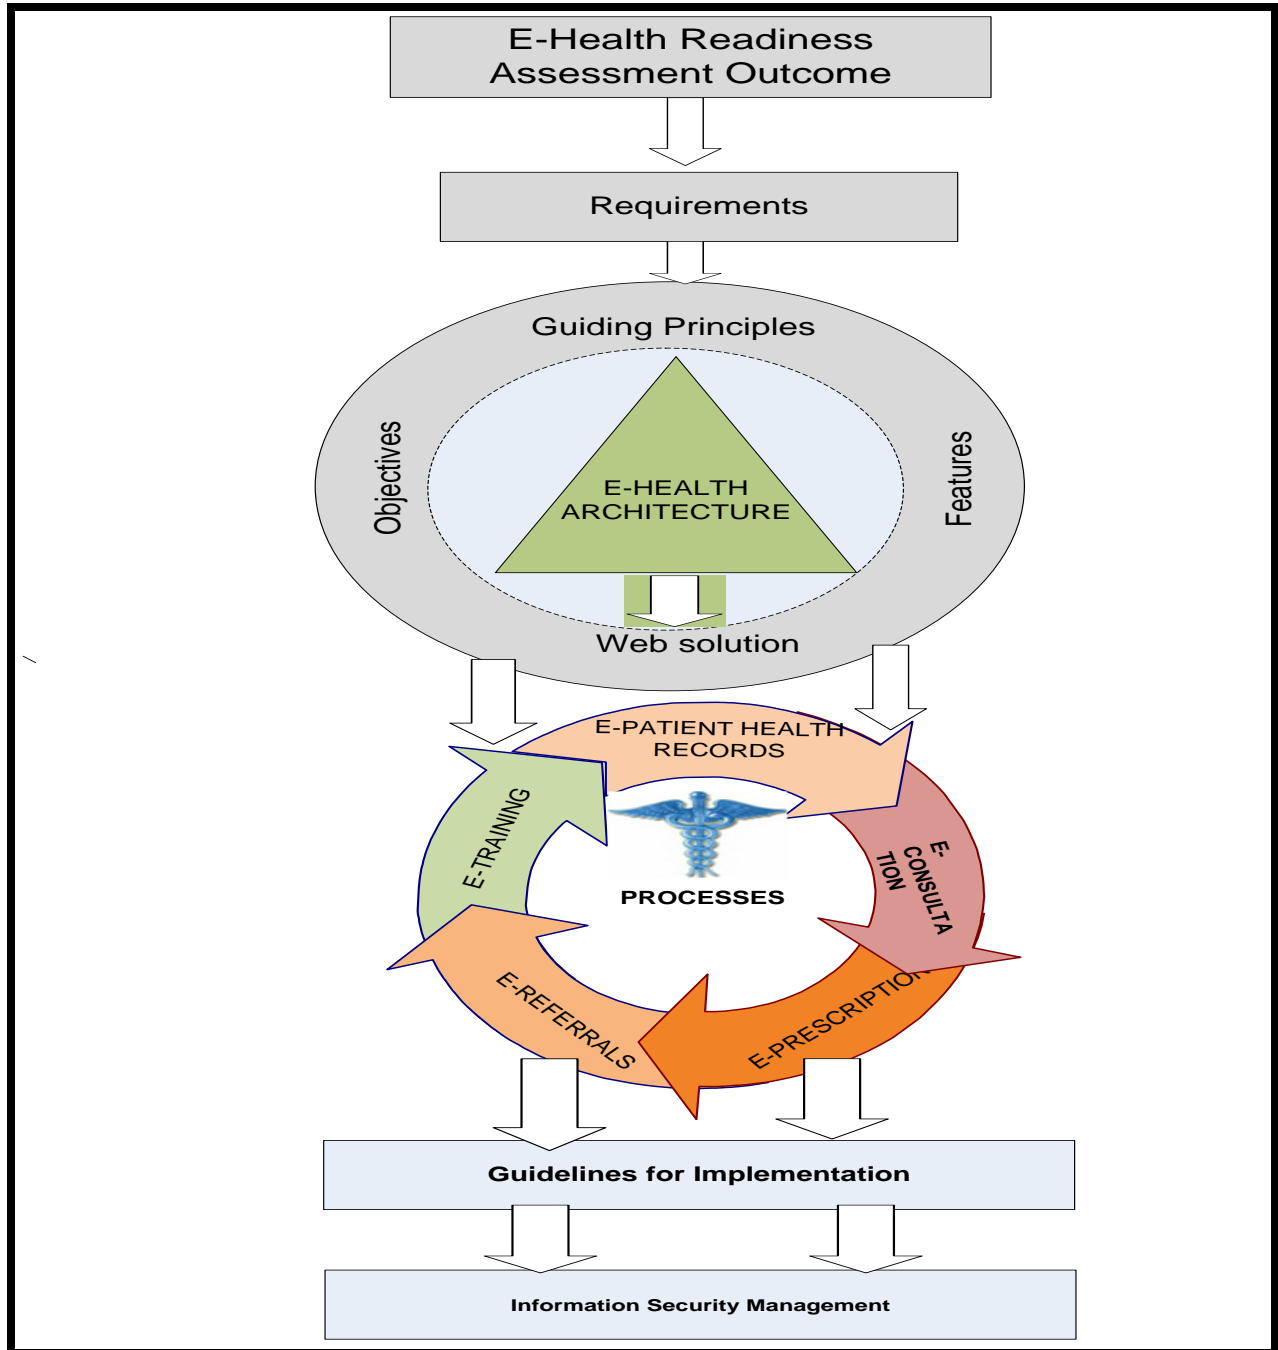 E-Health Readiness
Assessment Outcome
Requirements
Guiding Principles
Objectives
Features
E-HEALTH
ARCHITECTURE
Web solution
E-PATIENT HEALTH
RECORDS
E-TRAINING
E-
CONSULTA
TION
PROCESSES
E-REFERRALS
E-PRESCRIPTION
Guidelines for Implementation
Information Security Management